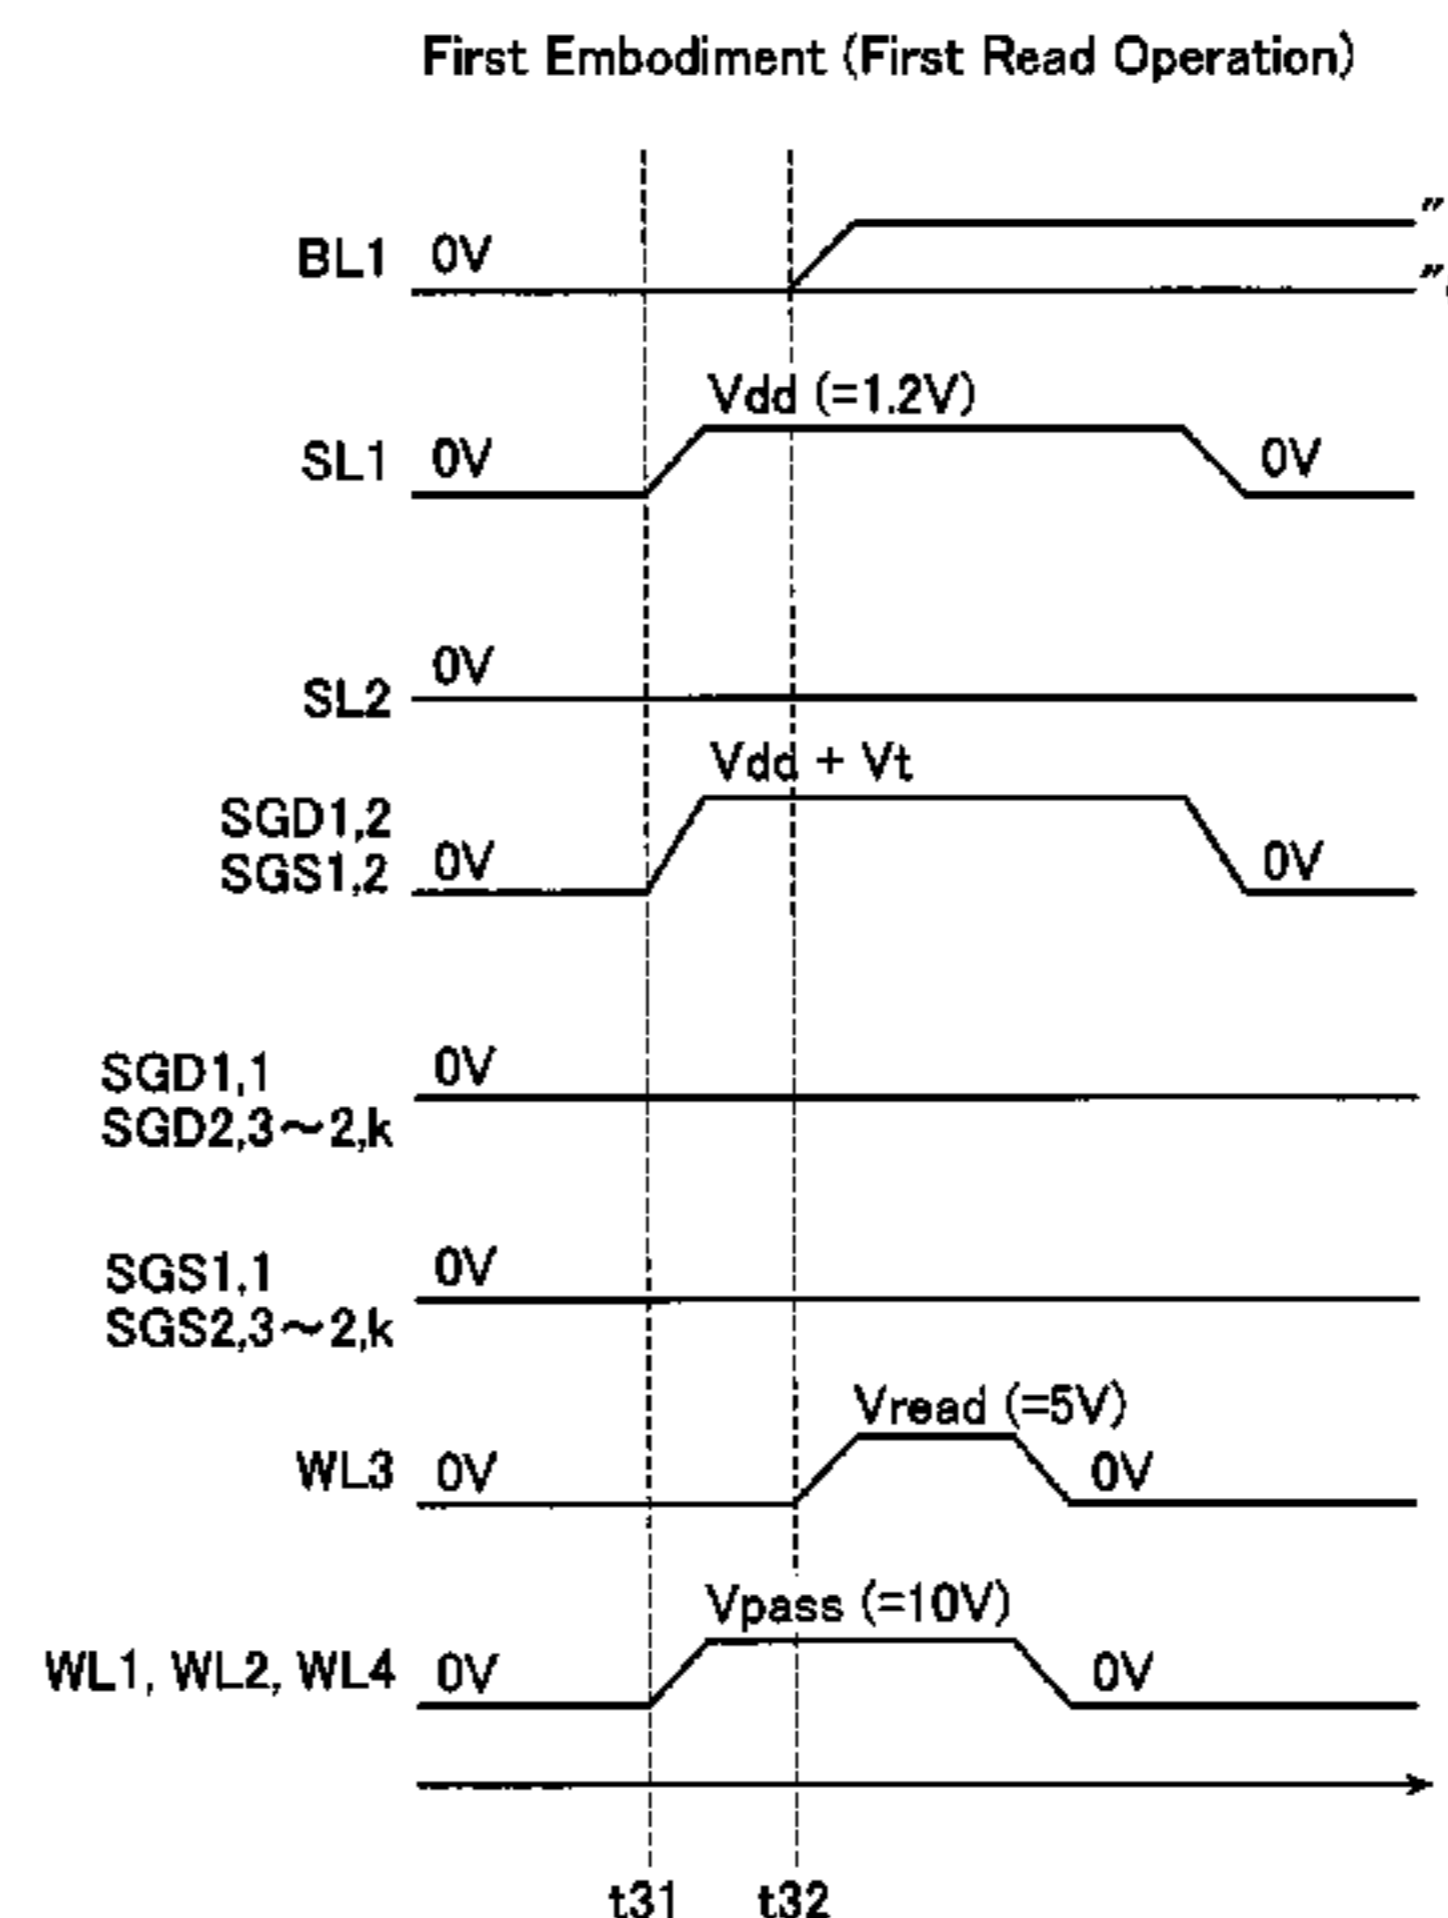 First Embodiment (First Read Operation)
BL1 0V "
"
Vdd (=1.2V)
SL1 0V 0V
0V
SL2
Vdd + Vt
SGD1,2
SGS1,2 0V 0V
SGD1,1 0V
SGD2,3~2,k
SGS1,1 0V
SGS2,3~2,k
Vread (=5V)
WL3 0V 0V
Vpass (=10V)
WL1, WL2, WL4 0V 0V
t31 t32